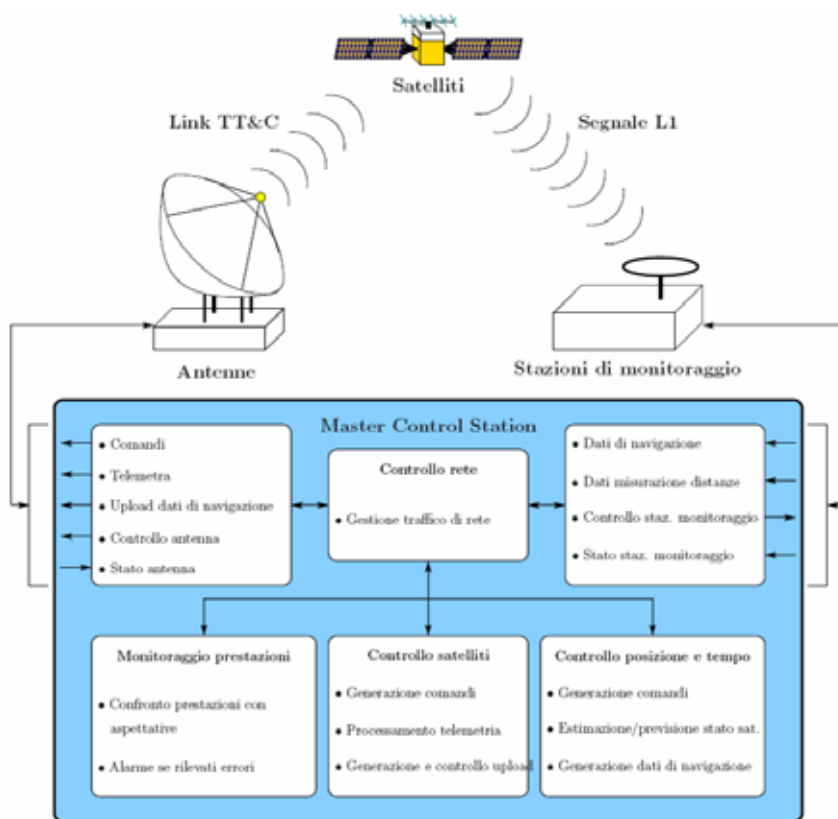 Satelliti
Link TT&C
Segnale L1
Antenne
Stazioni di monitoraggio
Master Control Station
• Comandi
• Telemetra
• Upload dati di navigazione
• Controllo antenna
• Stato antenna
Controllo rete
• Gestione traffico di rete
• Dati di navigazione
• Dati misurazione distanze
• Controllo staz. monitoraggio
• Stato staz. monitoraggio
Monitoraggio prestazioni
• Confronto prestazioni con
aspettative
• Alarme se rilevati errori
Controllo satelliti
• Generazione comandi
• Processamento telemetria
• Generazione e controllo upload
Controllo posizione e tempo
• Generazione comandi
• Estimazione/previsione stato sat.
• Generazione dati di navigazione